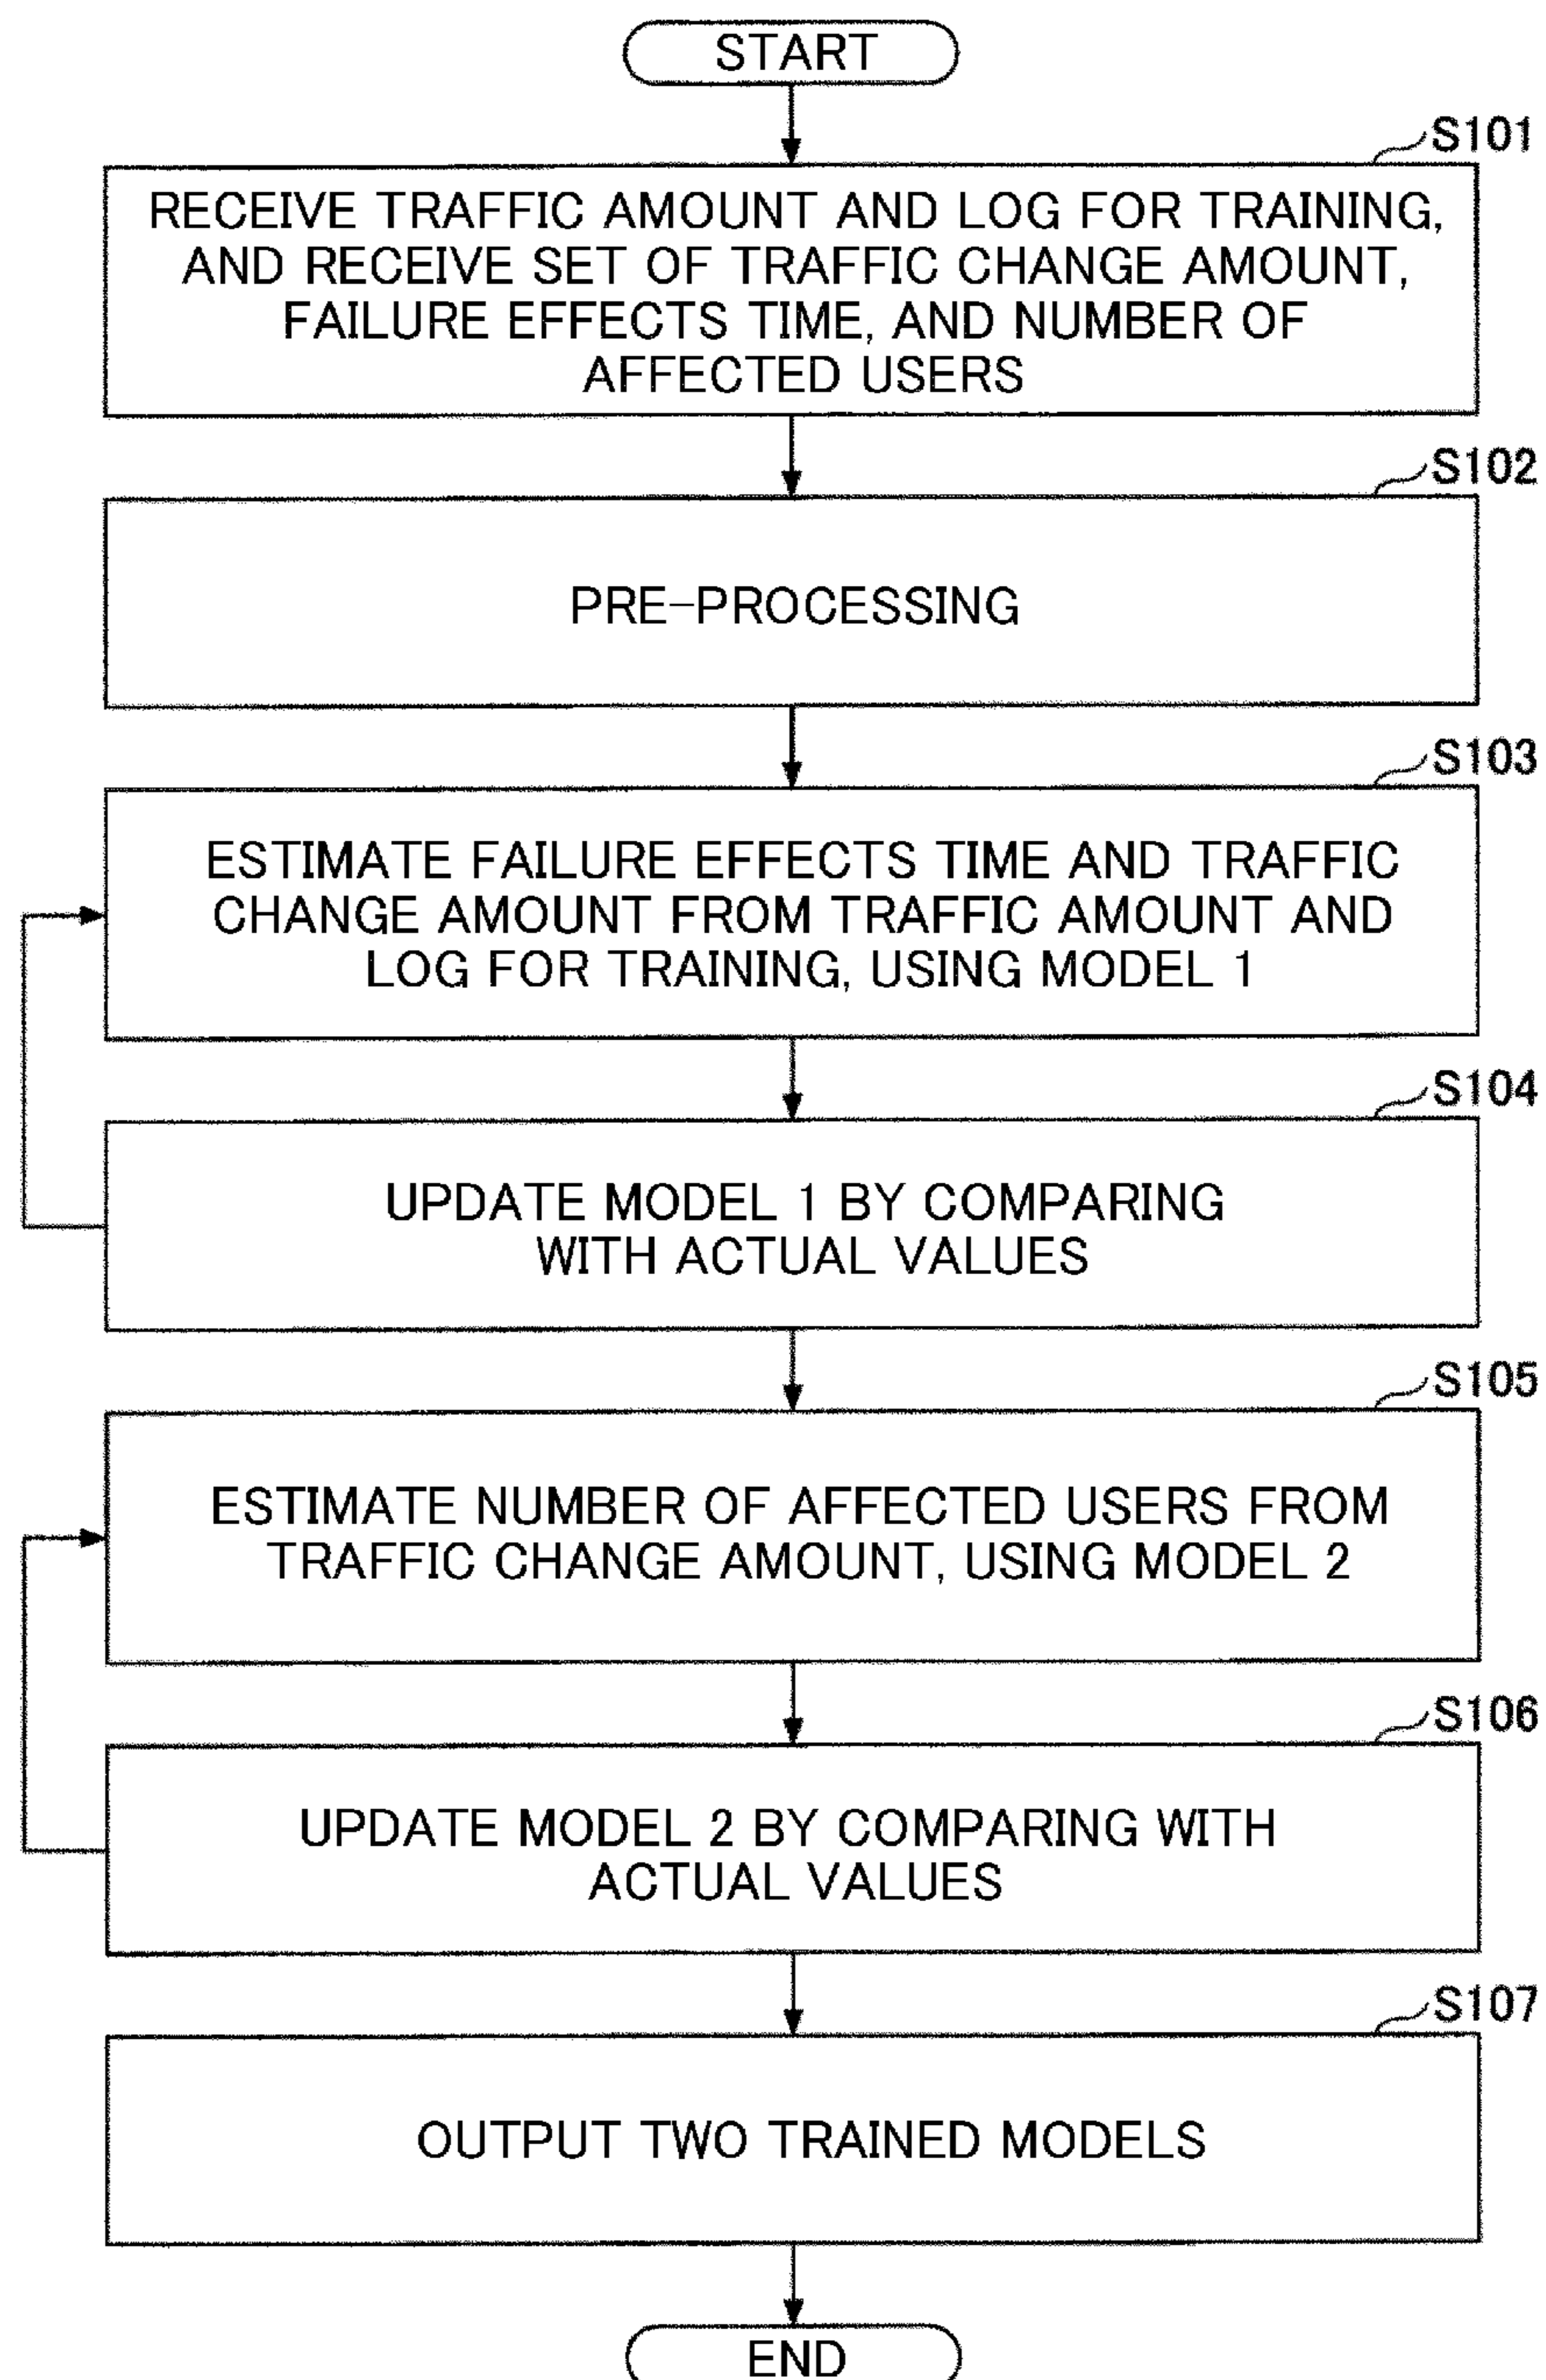 START
S101
RECEIVE TRAFFIC AMOUNT AND LOG FOR TRAINING,
AND RECEIVE SET OF TRAFFIC CHANGE AMOUNT,
FAILURE EFFECTS TIME, AND NUMBER OF
AFFECTED USERS
S102
PRE-PROCESSING
S103
ESTIMATE FAILURE EFFECTS TIME AND TRAFFIC
CHANGE AMOUNT FROM TRAFFIC AMOUNT AND
LOG FOR TRAINING, USING MODEL 1
S104
UPDATE MODEL 1 BY COMPARING
WITH ACTUAL VALUES
S105
ESTIMATE NUMBER OF AFFECTED USERS FROM
TRAFFIC CHANGE AMOUNT, USING MODEL 2
S106
UPDATE MODEL 2 BY COMPARING WITH
ACTUAL VALUES
S107
OUTPUT TWO TRAINED MODELS
END